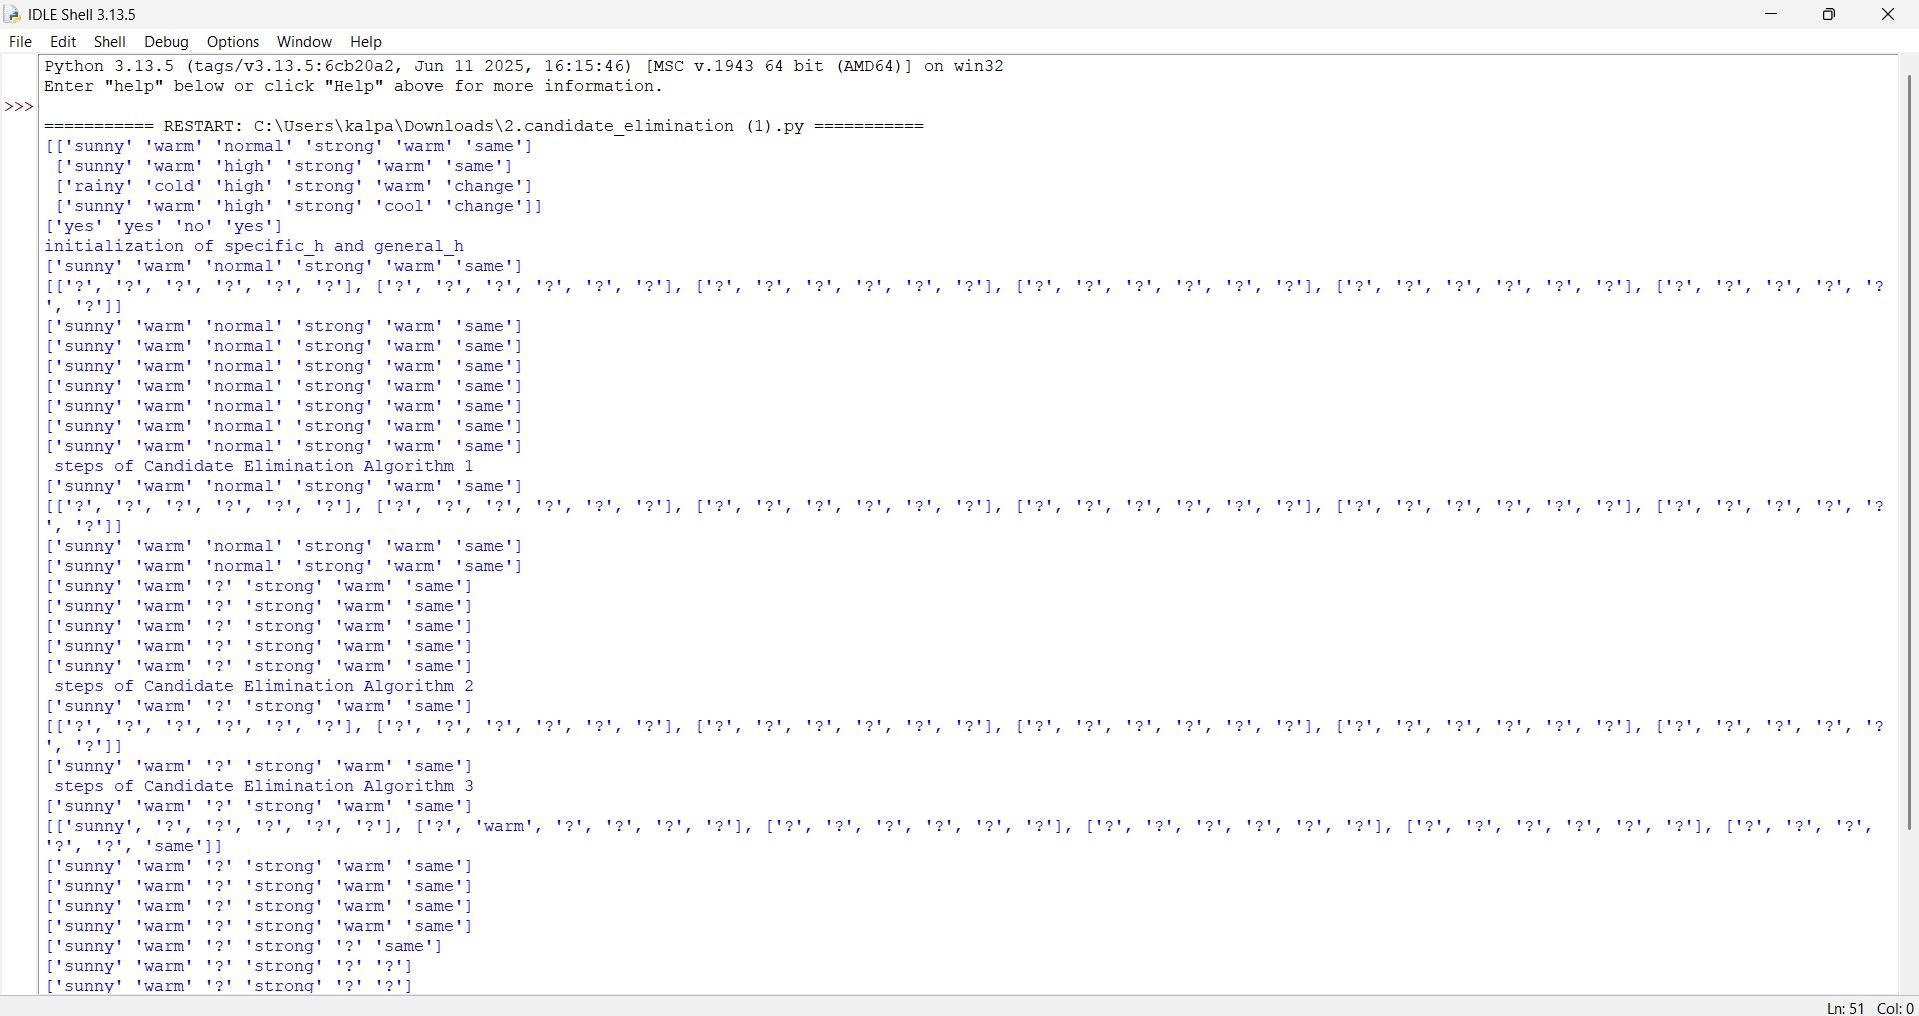 IDLE Shell 3.13.5
File Edit Shell Debug Options Window Help
Python 3.13.5 (tags/v3.13.5:6cb20a2, Jun 11 2025, 16:15:46) [MSC v.1943 64 bit (AMD64)] on win32
Enter "help" below or click "Help" above for more information.
>>>
=========== RESTART: C:\Users\kalpa\Downloads\2.candidate_elimination (1).py ===========
[['sunny' 'warm' 'normal' 'strong' 'warm' 'same']
 ['sunny' 'warm' 'high' 'strong' 'warm' 'same']
 ['rainy' 'cold' 'high' 'strong' 'warm' 'change']
 ['sunny' 'warm' 'high' 'strong' 'cool' 'change']]
['yes' 'yes' 'no' 'yes']
initialization of specific_h and general_h
['sunny' 'warm' 'normal' 'strong' 'warm' 'same']
[['?', '?', '?', '?', '?', '?'], ['?', '?', '?', '?', '?', '?'], ['?', '?', '?', '?', '?', '?'], ['?', '?', '?', '?', '?', '?'], ['?', '?', '?', '?', '?', '?'], ['?', '?', '?', '?', '?
', '?']]
['sunny' 'warm' 'normal' 'strong' 'warm' 'same']
['sunny' 'warm' 'normal' 'strong' 'warm' 'same']
['sunny' 'warm' 'normal' 'strong' 'warm' 'same']
['sunny' 'warm' 'normal' 'strong' 'warm' 'same']
['sunny' 'warm' 'normal' 'strong' 'warm' 'same']
['sunny' 'warm' 'normal' 'strong' 'warm' 'same']
['sunny' 'warm' 'normal' 'strong' 'warm' 'same']
 steps of Candidate Elimination Algorithm 1
['sunny' 'warm' 'normal' 'strong' 'warm' 'same']
[['?', '?', '?', '?', '?', '?'], ['?', '?', '?', '?', '?', '?'], ['?', '?', '?', '?', '?', '?'], ['?', '?', '?', '?', '?', '?'], ['?', '?', '?', '?', '?', '?'], ['?', '?', '?', '?', '?
', '?']]
['sunny' 'warm' 'normal' 'strong' 'warm' 'same']
['sunny' 'warm' 'normal' 'strong' 'warm' 'same']
['sunny' 'warm' '?' 'strong' 'warm' 'same']
['sunny' 'warm' '?' 'strong' 'warm' 'same']
['sunny' 'warm' '?' 'strong' 'warm' 'same']
['sunny' 'warm' '?' 'strong' 'warm' 'same']
['sunny' 'warm' '?' 'strong' 'warm' 'same']
 steps of Candidate Elimination Algorithm 2
['sunny' 'warm' '?' 'strong' 'warm' 'same']
[['?', '?', '?', '?', '?', '?'], ['?', '?', '?', '?', '?', '?'], ['?', '?', '?', '?', '?', '?'], ['?', '?', '?', '?', '?', '?'], ['?', '?', '?', '?', '?', '?'], ['?', '?', '?', '?', '?
', '?']]
['sunny' 'warm' '?' 'strong' 'warm' 'same']
 steps of Candidate Elimination Algorithm 3
['sunny' 'warm' '?' 'strong' 'warm' 'same']
[['sunny', '?', '?', '?', '?', '?'], ['?', 'warm', '?', '?', '?', '?'], ['?', '?', '?', '?', '?', '?'], ['?', '?', '?', '?', '?', '?'], ['?', '?', '?', '?', '?', '?'], ['?', '?', '?',
'?', '?', 'same']]
['sunny' 'warm' '?' 'strong' 'warm' 'same']
['sunny' 'warm' '?' 'strong' 'warm' 'same']
['sunny' 'warm' '?' 'strong' 'warm' 'same']
['sunny' 'warm' '?' 'strong' 'warm' 'same']
['sunny' 'warm' '?' 'strong' '?' 'same']
['sunny' 'warm' '?' 'strong' '?' '?']
['sunny' 'warm' '?' 'strong' '?' '?']
Ln: 51 Col: 0